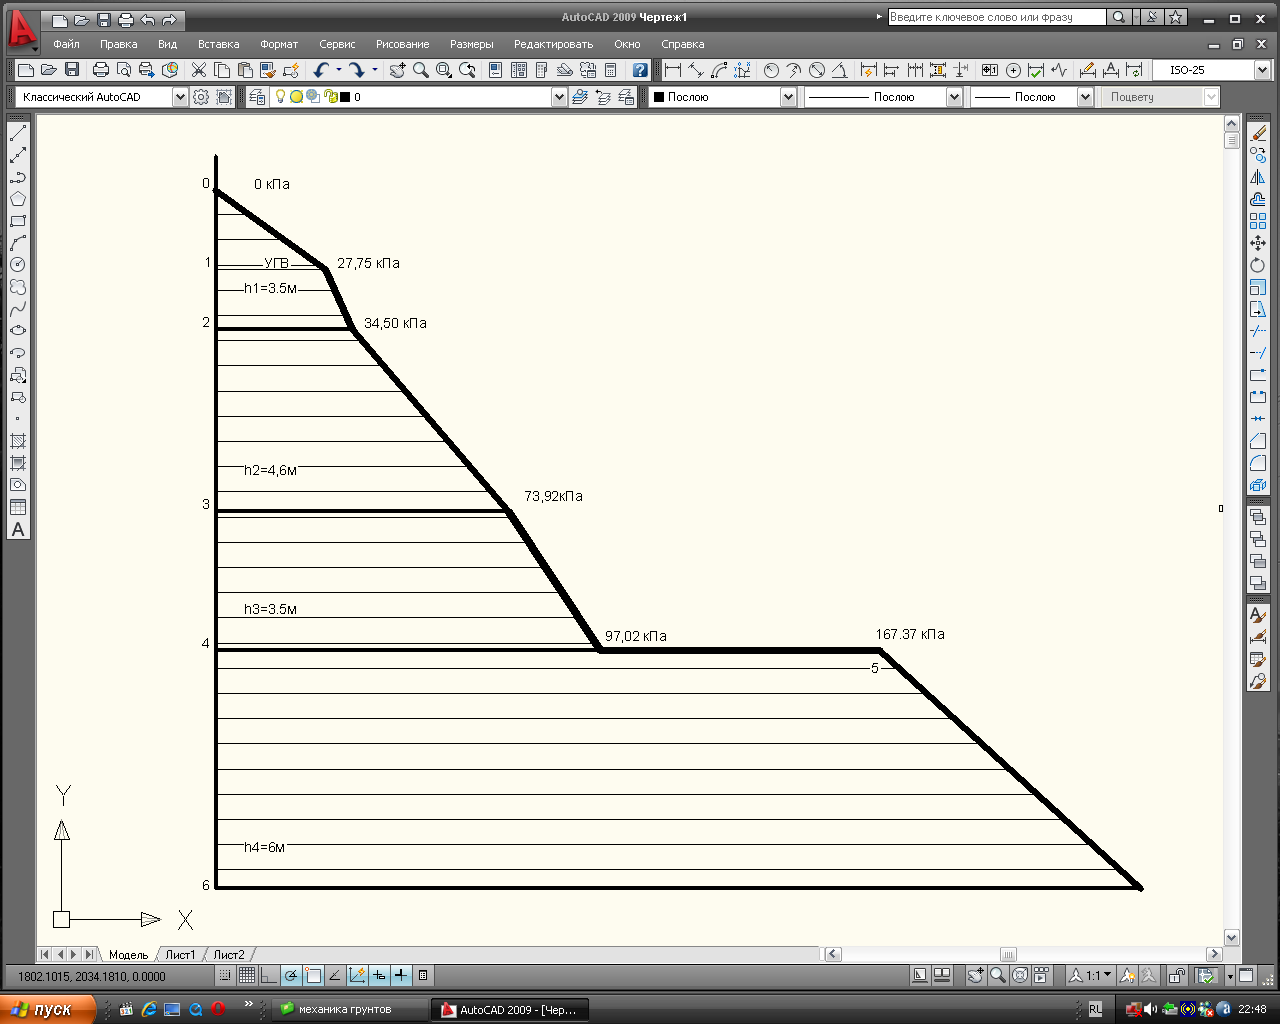 AutoCAD 2009 Чертеж1
Введите ключевое слово или фразу
Файл Правка Вид Вставка Формат Сервис Рисование Размеры Редактировать Окно Справка
ISO-25
Классический AutoCAD
0
Послою
Послою
Послою
Поцвету
0
0 кПа
1
УГВ
27,75 кПа
h1=3.5м
2
34,50 кПа
h2=4,6м
3
73,92кПа
h3=3.5м
4
97,02 кПа
167.37 кПа
5
h4=6м
6
Y
X
Модель Лист1 Лист2
1802.1015, 2034.1810, 0.0000
1:1
пуск
механика грунтов
AutoCAD 2009 - [Чер...
RL
22:48